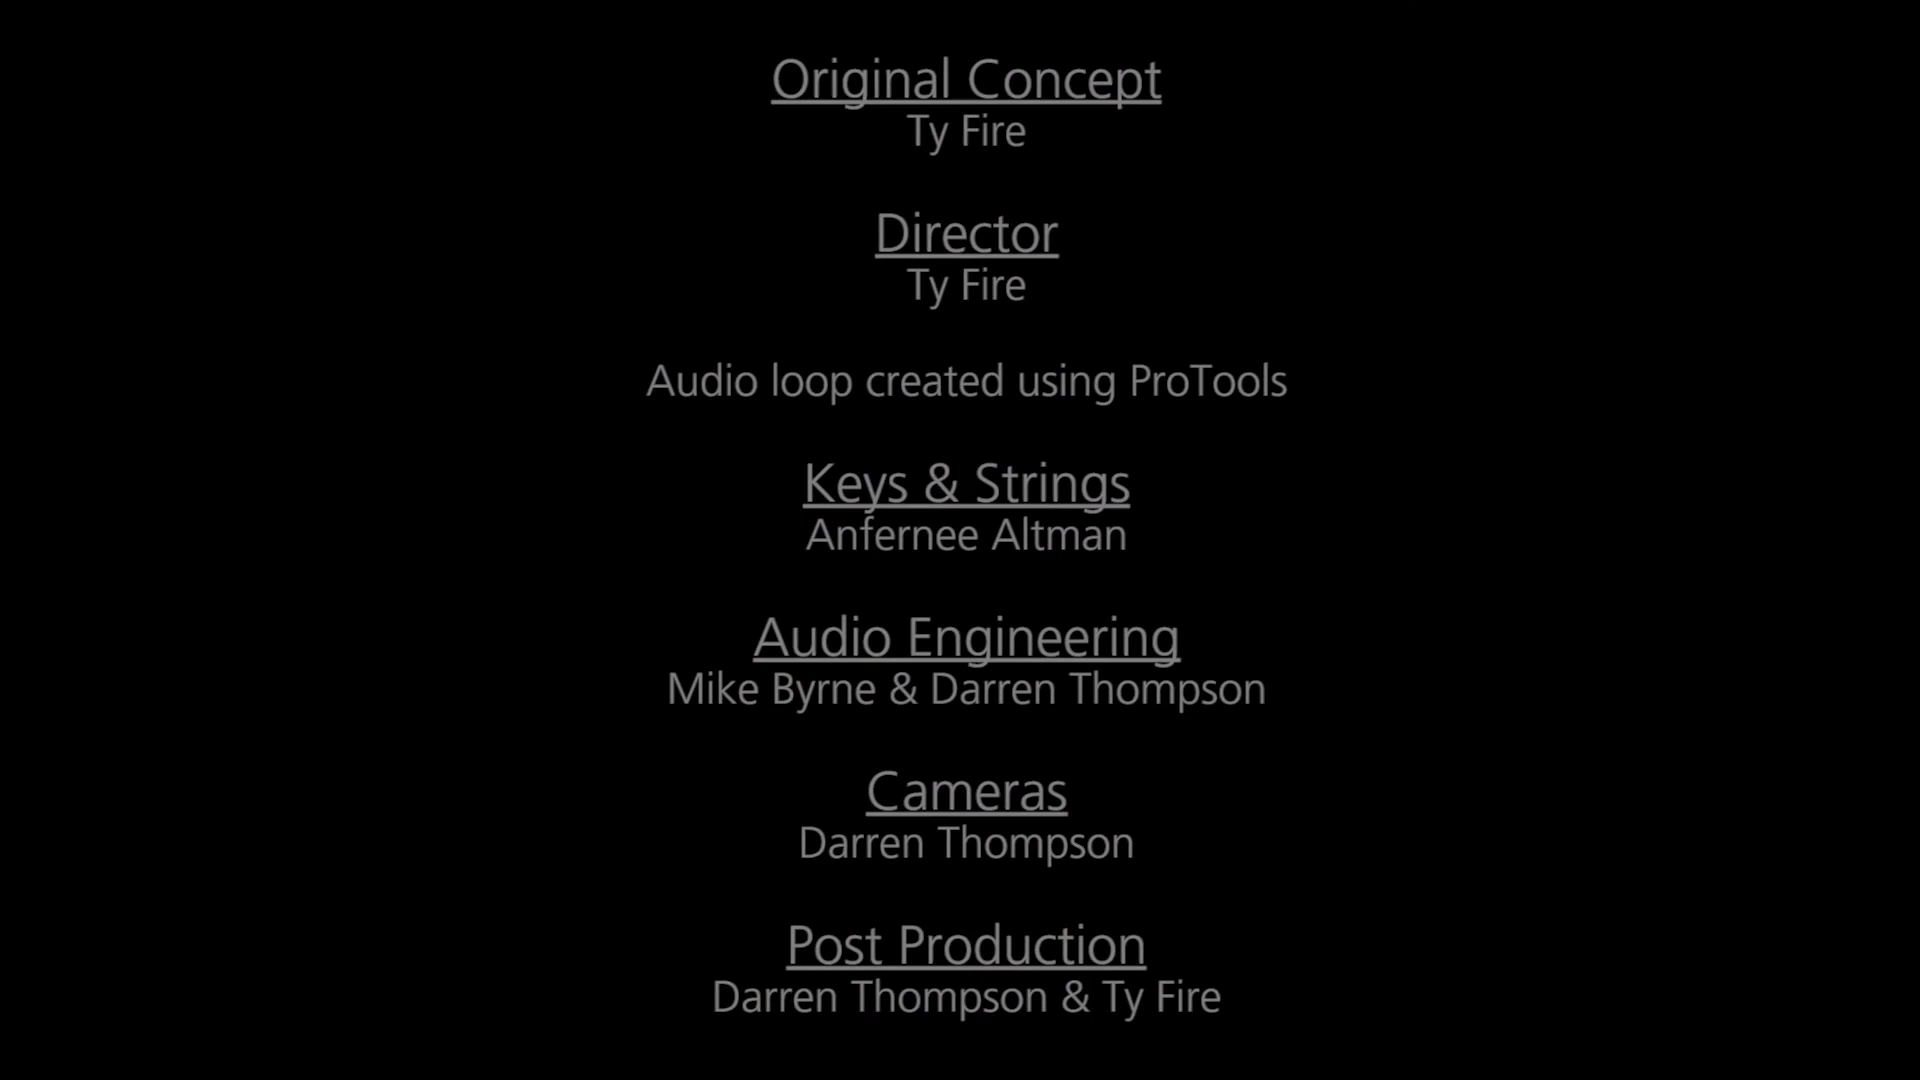 Original Concept
Ty Fire
Director
Ty Fire
Audio loop created using ProTools
Keys & Strings
Anfernee Altman
Audio Engineering
Mike Byrne & Darren Thompson
Cameras
Darren Thompson
Post Production
Darren Thompson & Ty Fire